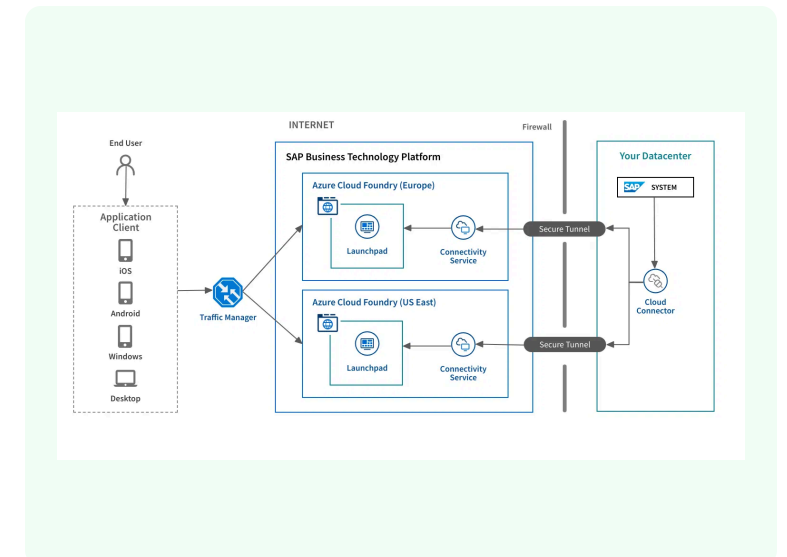 INTERNET
Firewall
End User
SAP Business Technology Platform
Your Datacenter
Azure Cloud Foundry (Europe)
SAP SYSTEM
Application
Client
Launchpad
Connectivity
Service
Secure Tunnel
iOS
Android
Traffic Manager
Azure Cloud Foundry (US East)
Cloud
Connector
Windows
Launchpad
Connectivity
Service
Secure Tunnel
Desktop